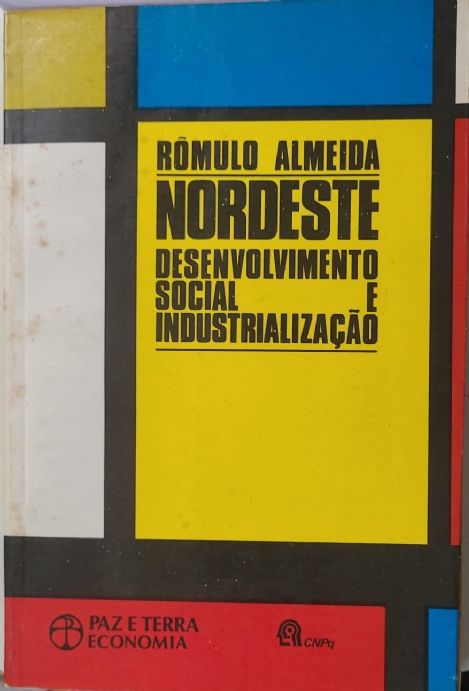 RÔMULO ALMEIDA
NORDESTE
DESENVOLVIMENTO
SOCIAL E
INDUSTRIALIZAÇÃO
PAZ E TERRA
ECONOMIA
CNPq